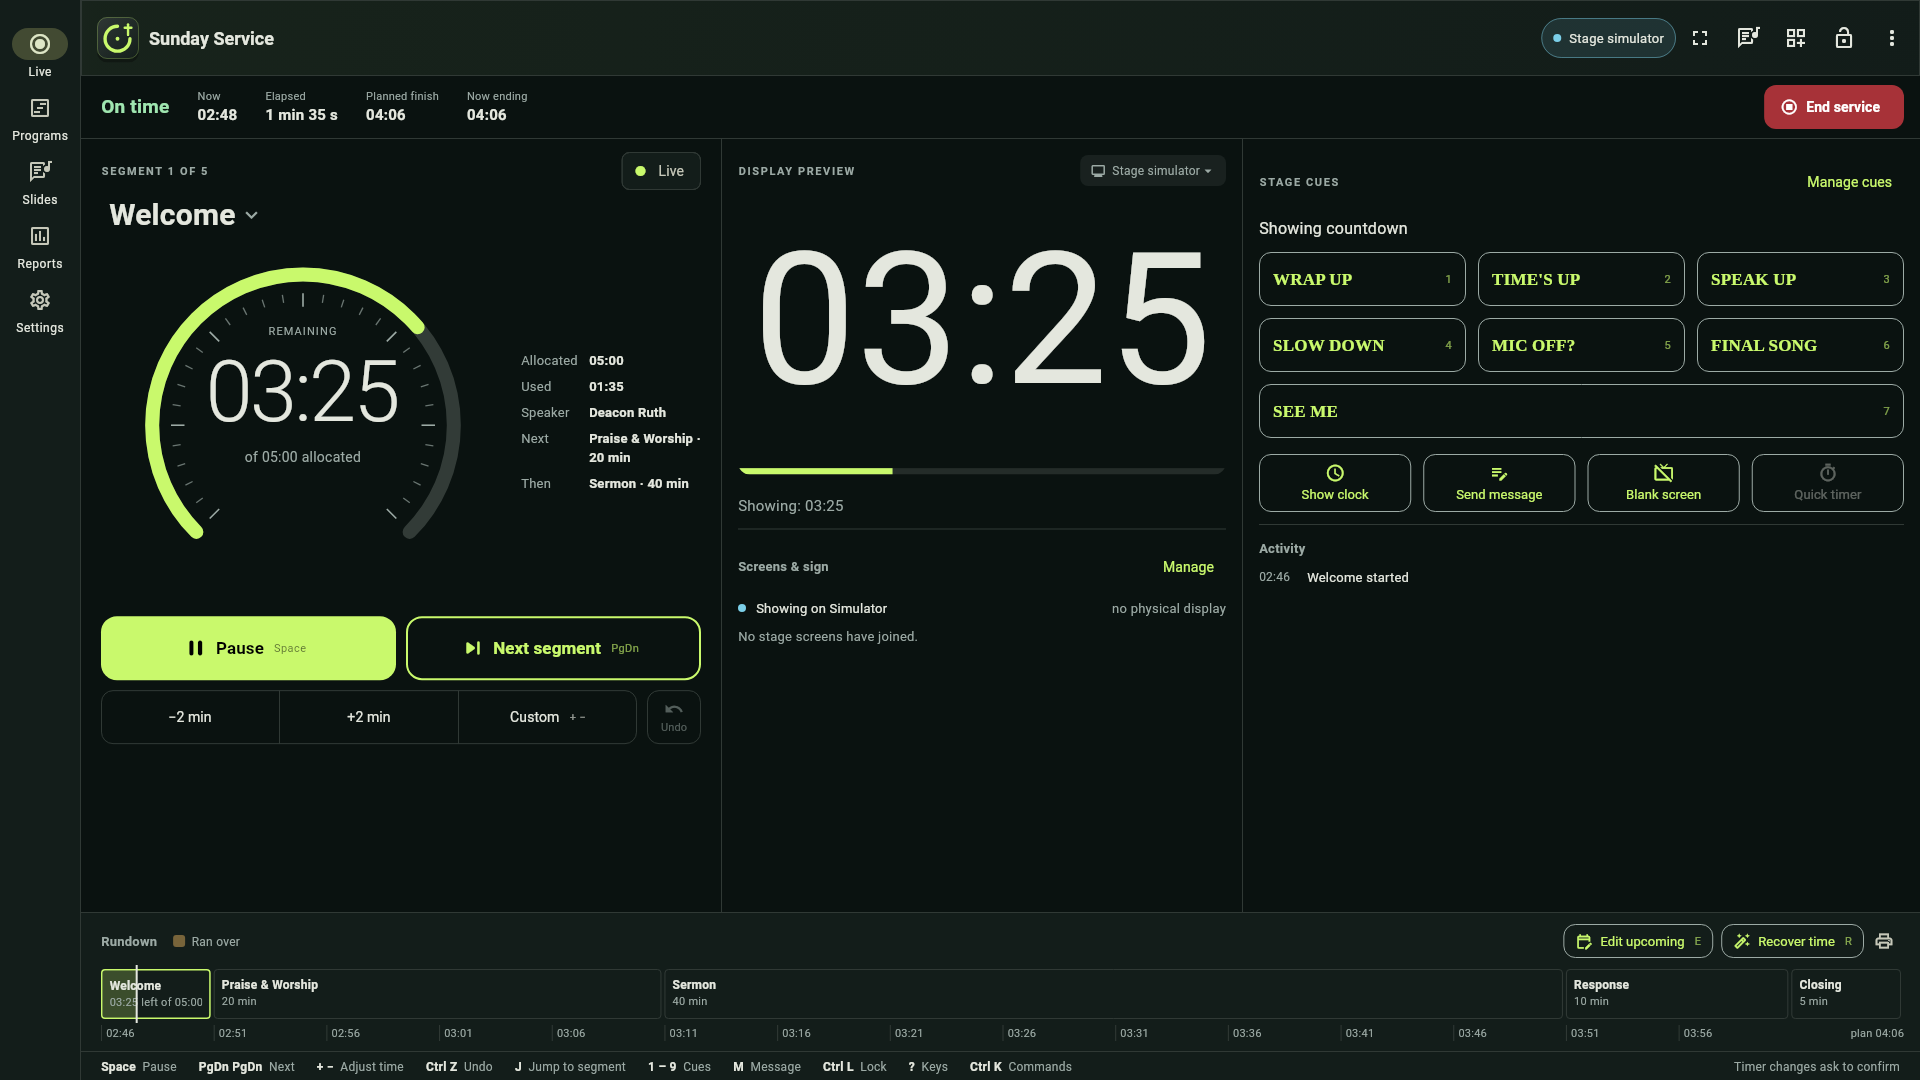 Sunday Service
Stage simulator
Live
Programs
Slides
Reports
Settings
On time
Now
02:48
Elapsed
1 min 35 s
Planned finish
04:06
Now ending
04:06
End service
SEGMENT 1 OF 5
Live
Welcome
REMAINING
03:25
of 05:00 allocated
Allocated 05:00
Used 01:35
Speaker Deacon Ruth
Next Praise & Worship ·
20 min
Then Sermon · 40 min
Pause Space
Next segment PgDn
−2 min
+2 min
Custom + −
Undo
DISPLAY PREVIEW
Stage simulator
03:25
Showing: 03:25
Screens & sign
Manage
Showing on Simulator
no physical display
No stage screens have joined.
STAGE CUES
Manage cues
Showing countdown
WRAP UP 1
TIME'S UP 2
SPEAK UP 3
SLOW DOWN 4
MIC OFF? 5
FINAL SONG 6
SEE ME 7
Show clock
Send message
Blank screen
Quick timer
Activity
02:46 Welcome started
Rundown
Ran over
Edit upcoming E
Recover time R
Welcome
03:25 left of 05:00
Praise & Worship
20 min
Sermon
40 min
Response
10 min
Closing
5 min
02:46 02:51 02:56 03:01 03:06 03:11 03:16 03:21 03:26 03:31 03:36 03:41 03:46 03:51 03:56 plan 04:06
Space Pause PgDn PgDn Next + − Adjust time Ctrl Z Undo J Jump to segment 1 – 9 Cues M Message Ctrl L Lock ? Keys Ctrl K Commands Timer changes ask to confirm